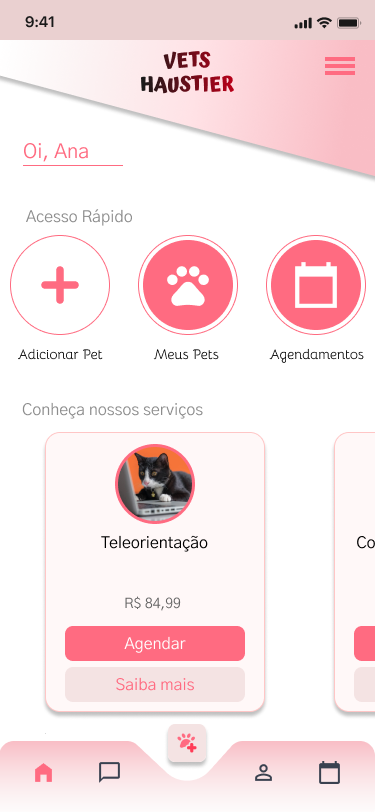 9:41
VETS
HAUSTIER
Oi, Ana
Acesso Rápido
Adicionar Pet
Meus Pets
Agendamentos
Conheça nossos serviços
Teleorientação
Co
R$ 84,99
Agendar
Saiba mais